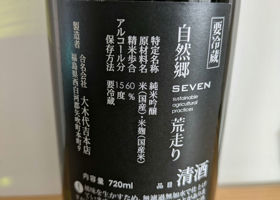 要冷蔵
自然郷
SEVEN
sustainable
agricultural
practices
荒走り
特定名称 純米吟醸
原材料名 米(国産)・米麹(国産米)
精米歩合 60%
アルコール分 15度
保存方法 要冷蔵
製造者 合名会社 大木代吉本店
福島県西白河郡矢吹町本町9
内容量 720ml
品目 清酒